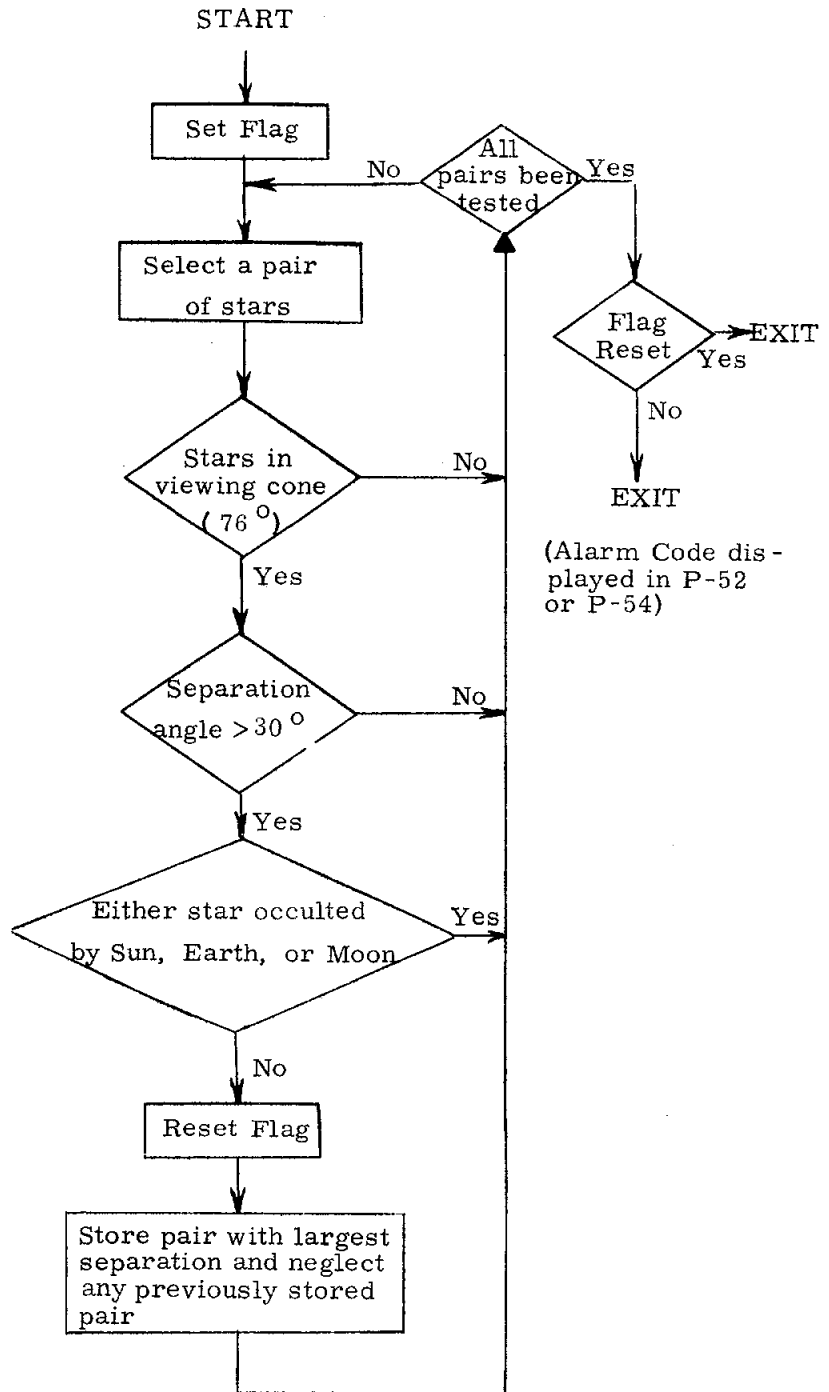 START
Set Flag
No
All
pairs been
tested
Yes
Select a pair
of stars
Flag
Reset
EXIT
Yes
No
EXIT
(Alarm Code dis-
played in P-52
or P-54)
Stars in
viewing cone
(76°)
No
Yes
Separation
angle >30°
No
Yes
Either star occulted
by Sun, Earth, or Moon
Yes
No
Reset Flag
Store pair with largest
separation and neglect
any previously stored
pair